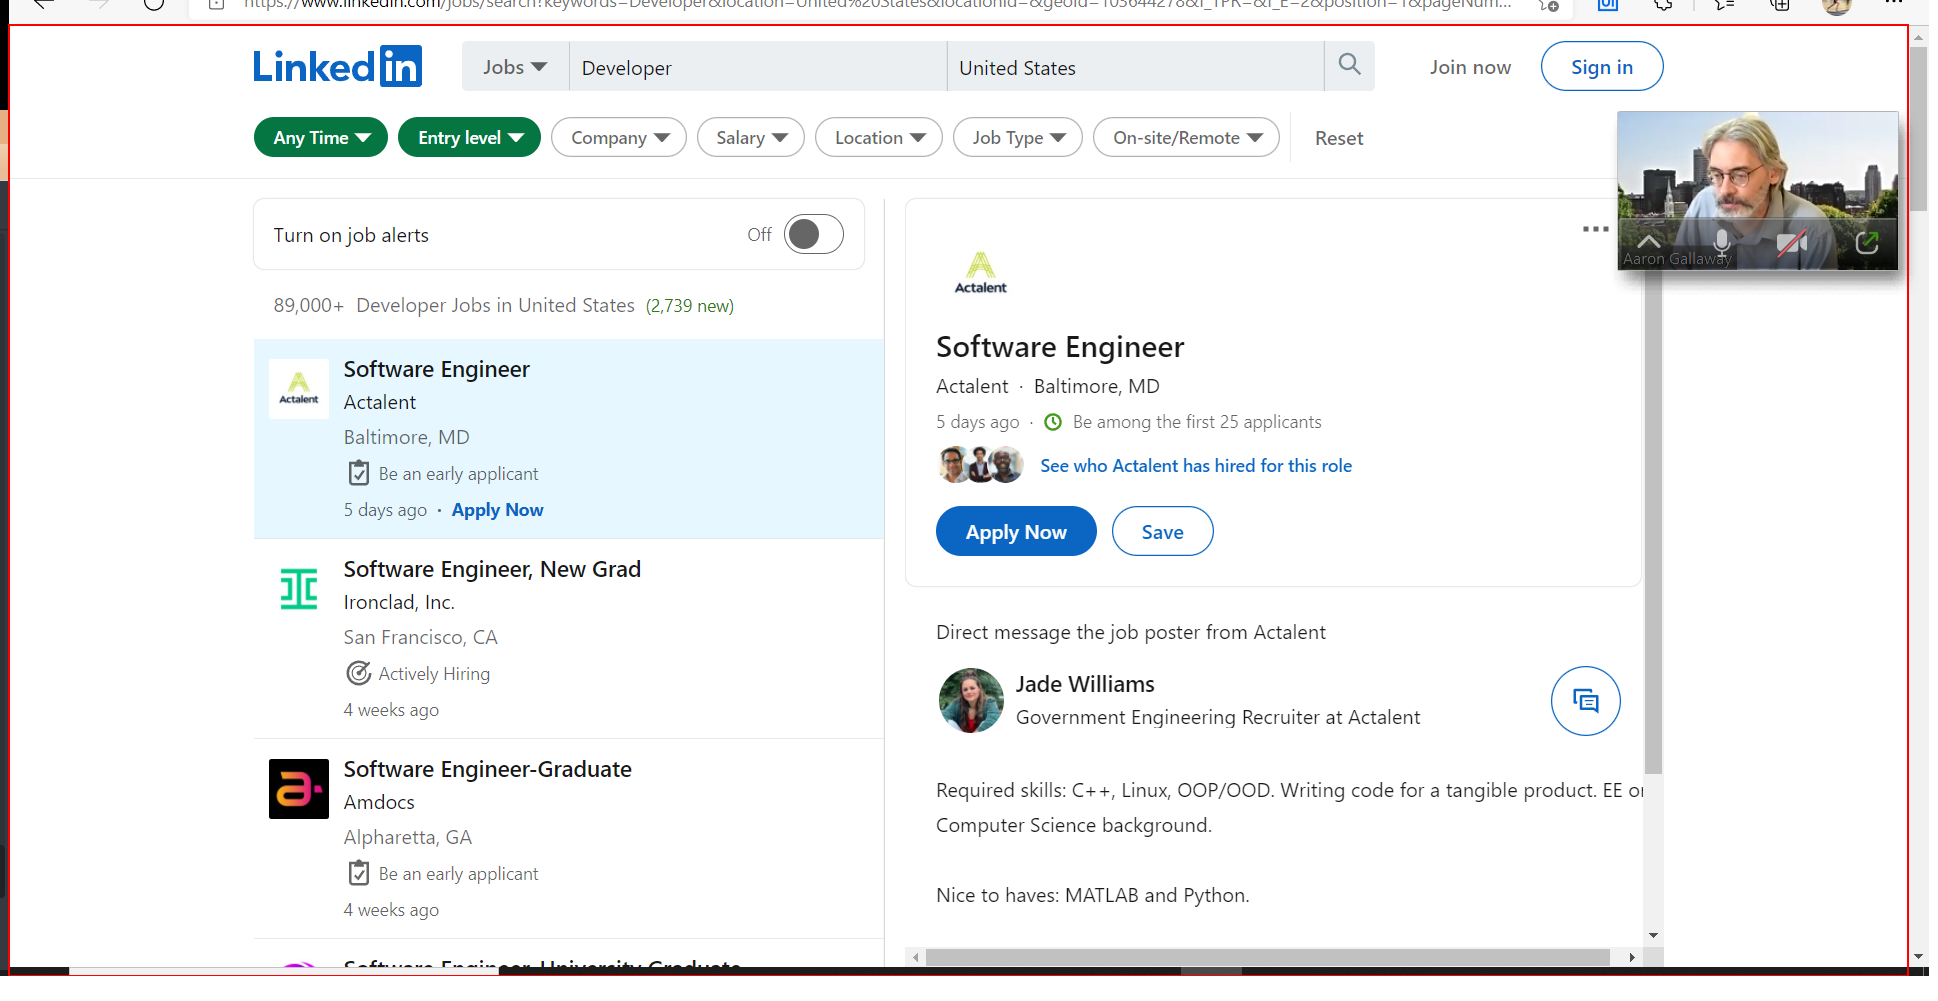 https://www.linkedin.com/jobs/search?keywords=Developer&location=United%20States&locationId=&geoId=103644278&f_TPR=&f_E=2&position=1&pageNum...
Linked in
Jobs
Developer
United States
Join now
Sign in
Any Time
Entry level
Company
Salary
Location
Job Type
On-site/Remote
Reset
Aaron Gallaway
Turn on job alerts
Off
89,000+ Developer Jobs in United States (2,739 new)
Actalent
Software Engineer
Actalent
Baltimore, MD
Be an early applicant
5 days ago · Apply Now
Software Engineer, New Grad
Ironclad, Inc.
San Francisco, CA
Actively Hiring
4 weeks ago
a
Software Engineer-Graduate
Amdocs
Alpharetta, GA
Be an early applicant
4 weeks ago
Software Engineer-University Graduate
Actalent
Software Engineer
Actalent · Baltimore, MD
5 days ago · Be among the first 25 applicants
See who Actalent has hired for this role
Apply Now
Save
Direct message the job poster from Actalent
Jade Williams
Government Engineering Recruiter at Actalent
Required skills: C++, Linux, OOP/OOD. Writing code for a tangible product. EE or
Computer Science background.
Nice to haves: MATLAB and Python.